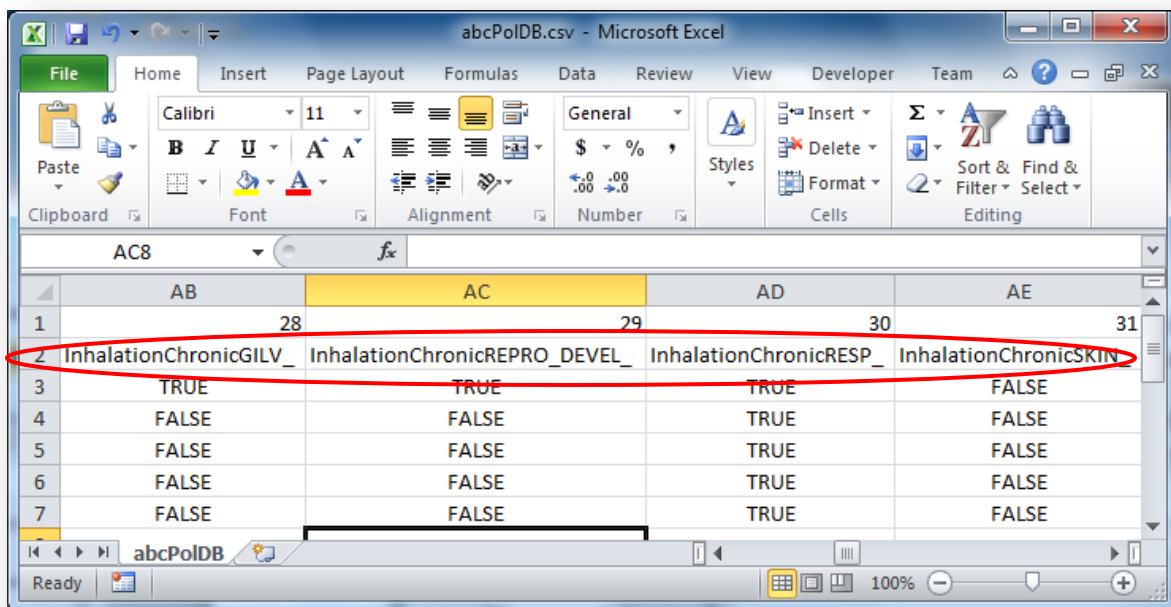 abcPolDB.csv - Microsoft Excel
File Home Insert Page Layout Formulas Data Review View Developer Team
Calibri 11 General Insert Σ
B I U A A $ % , Styles Delete Sort & Find &
Paste Format Filter Select
Clipboard Font Alignment Number Cells Editing
AC8 fx
AB AC AD AE
1 28 29 30 31
2 InhalationChronicGILV_ InhalationChronicREPRO_DEVEL_ InhalationChronicRESP_ InhalationChronicSKIN_
3 TRUE TRUE TRUE FALSE
4 FALSE FALSE TRUE FALSE
5 FALSE FALSE TRUE FALSE
6 FALSE FALSE TRUE FALSE
7 FALSE FALSE TRUE FALSE
abcPolDB
Ready 100%